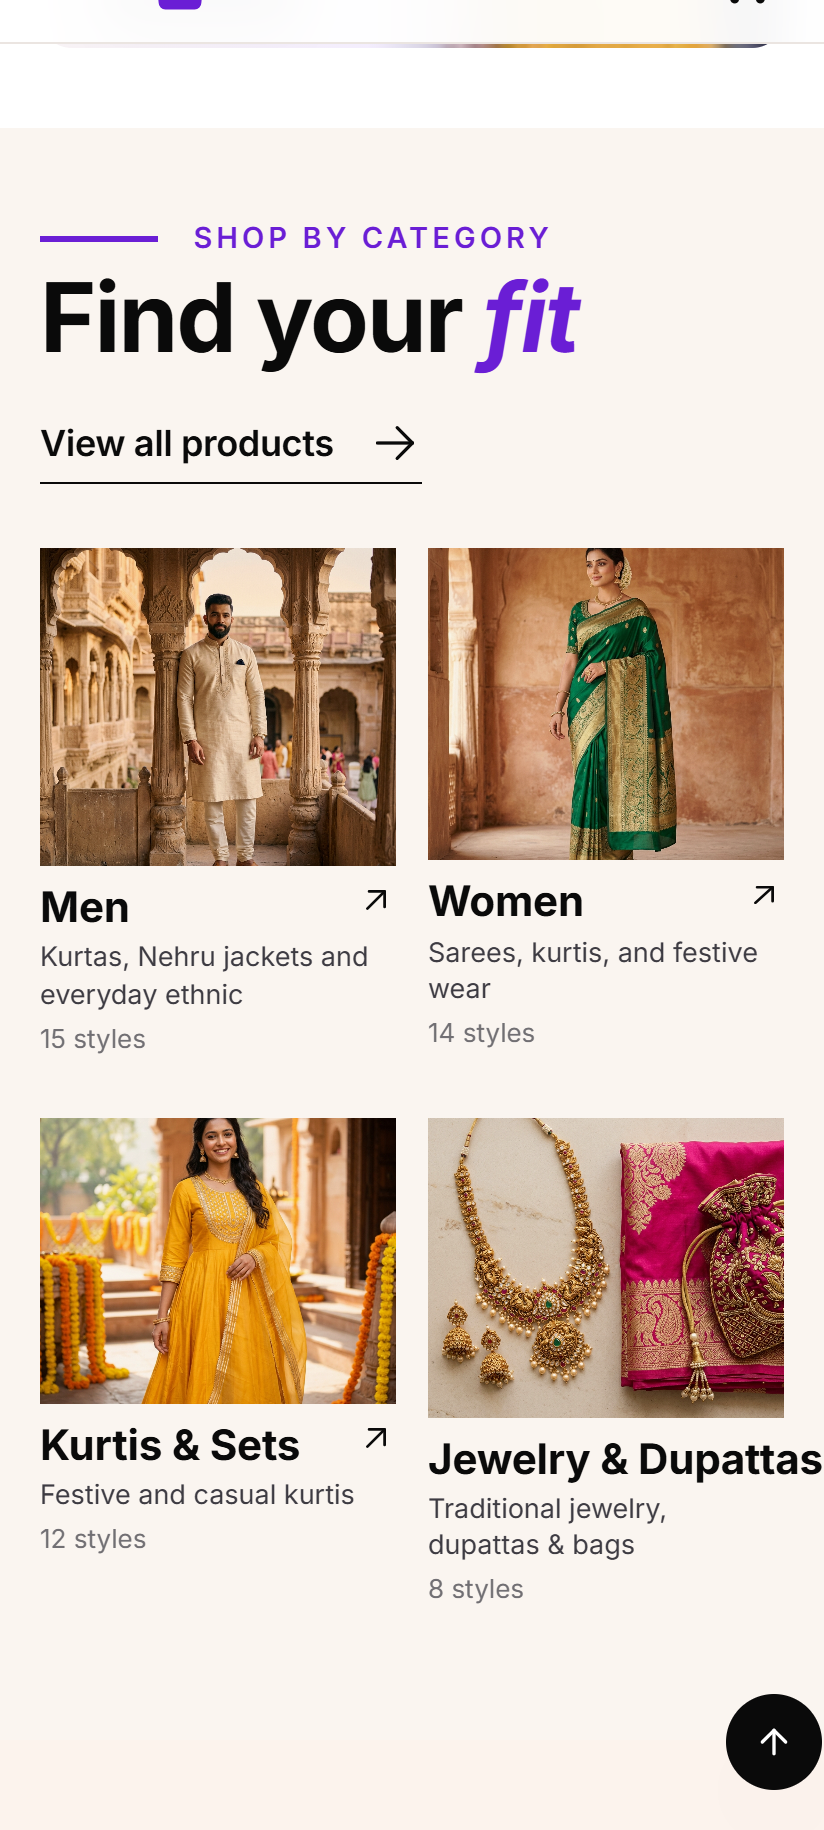 SHOP BY CATEGORY
Find your fit
View all products
Men
Kurtas, Nehru jackets and
everyday ethnic
15 styles
Women
Sarees, kurtis, and festive
wear
14 styles
Kurtis & Sets
Festive and casual kurtis
12 styles
Jewelry & Dupattas
Traditional jewelry,
dupattas & bags
8 styles